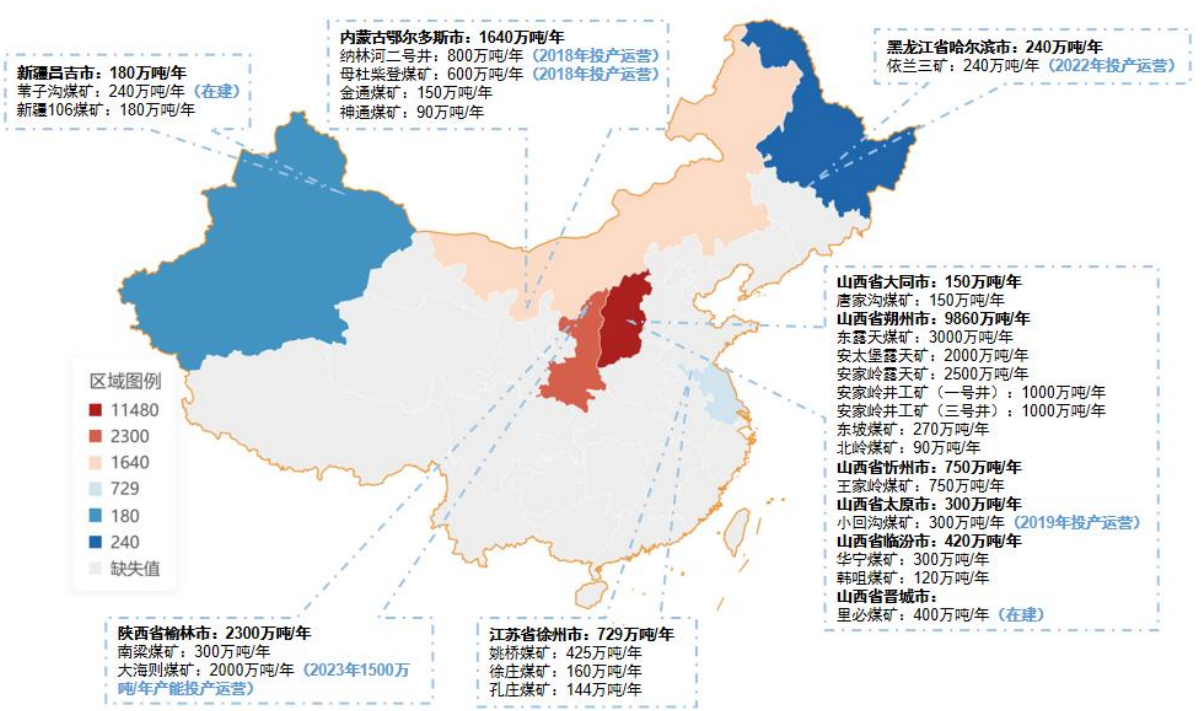 新疆昌吉市：180万吨/年
苇子沟煤矿：240万吨/年（在建）
新疆106煤矿：180万吨/年
内蒙古鄂尔多斯市：1640万吨/年
纳林河二号井：800万吨/年（2018年投产运营）
母杜柴登煤矿：600万吨/年（2018年投产运营）
金通煤矿：150万吨/年
神通煤矿：90万吨/年
黑龙江省哈尔滨市：240万吨/年
依兰三矿：240万吨/年（2022年投产运营）
山西省大同市：150万吨/年
唐家沟煤矿：150万吨/年
山西省朔州市：9860万吨/年
东露天煤矿：3000万吨/年
安太堡露天矿：2000万吨/年
安家岭露天矿：2500万吨/年
安家岭井工矿（一号井）：1000万吨/年
安家岭井工矿（三号井）：1000万吨/年
东坡煤矿：270万吨/年
北岭煤矿：90万吨/年
山西省忻州市：750万吨/年
王家岭煤矿：750万吨/年
山西省太原市：300万吨/年
小回沟煤矿：300万吨/年（2019年投产运营）
山西省临汾市：420万吨/年
华宁煤矿：300万吨/年
韩咀煤矿：120万吨/年
山西省晋城市：
里必煤矿：400万吨/年（在建）
区域图例
11480
2300
1640
729
180
240
缺失值
陕西省榆林市：2300万吨/年
南梁煤矿：300万吨/年
大海则煤矿：2000万吨/年（2023年1500万
吨/年产能投产运营）
江苏省徐州市：729万吨/年
姚桥煤矿：425万吨/年
徐庄煤矿：160万吨/年
孔庄煤矿：144万吨/年